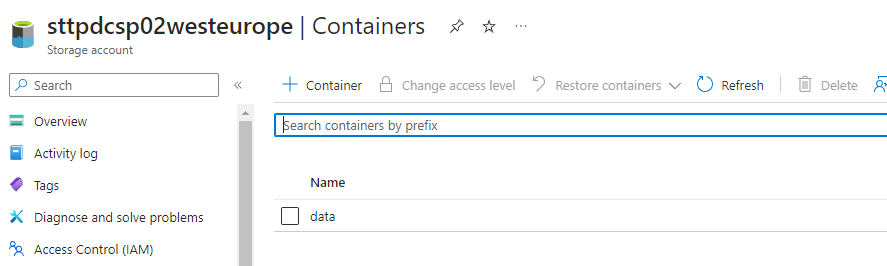 sttpdcsp02westeurope | Containers
Storage account
Search
Container Change access level Restore containers Refresh Delete
Search containers by prefix
Overview
Activity log
Tags
Diagnose and solve problems
Access Control (IAM)
Name
data